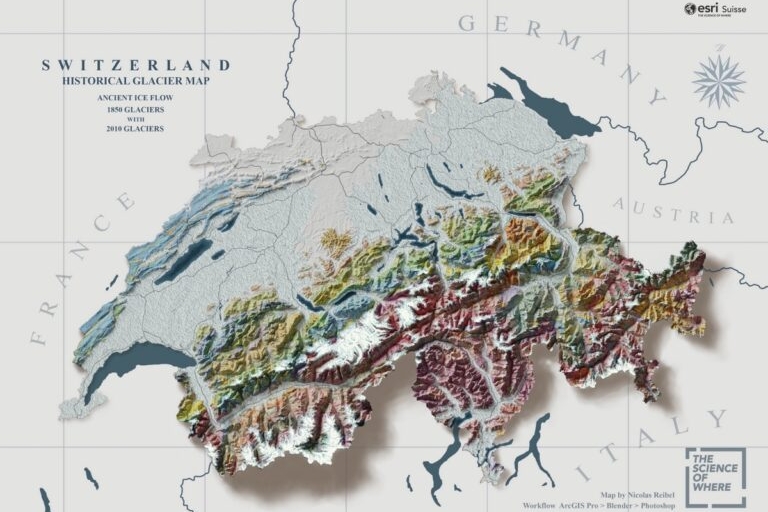 esri Suisse
THE SCIENCE OF WHERE
GERMANY
SWITZERLAND
HISTORICAL GLACIER MAP
ANCIENT ICE FLOW
1850 GLACIERS
WITH
2010 GLACIERS
FRANCE
AUSTRIA
ITALY
THE
SCIENCE
OF
WHERE
Map by Nicolas Reibel
Workflow ArcGIS Pro > Blender > Photoshop